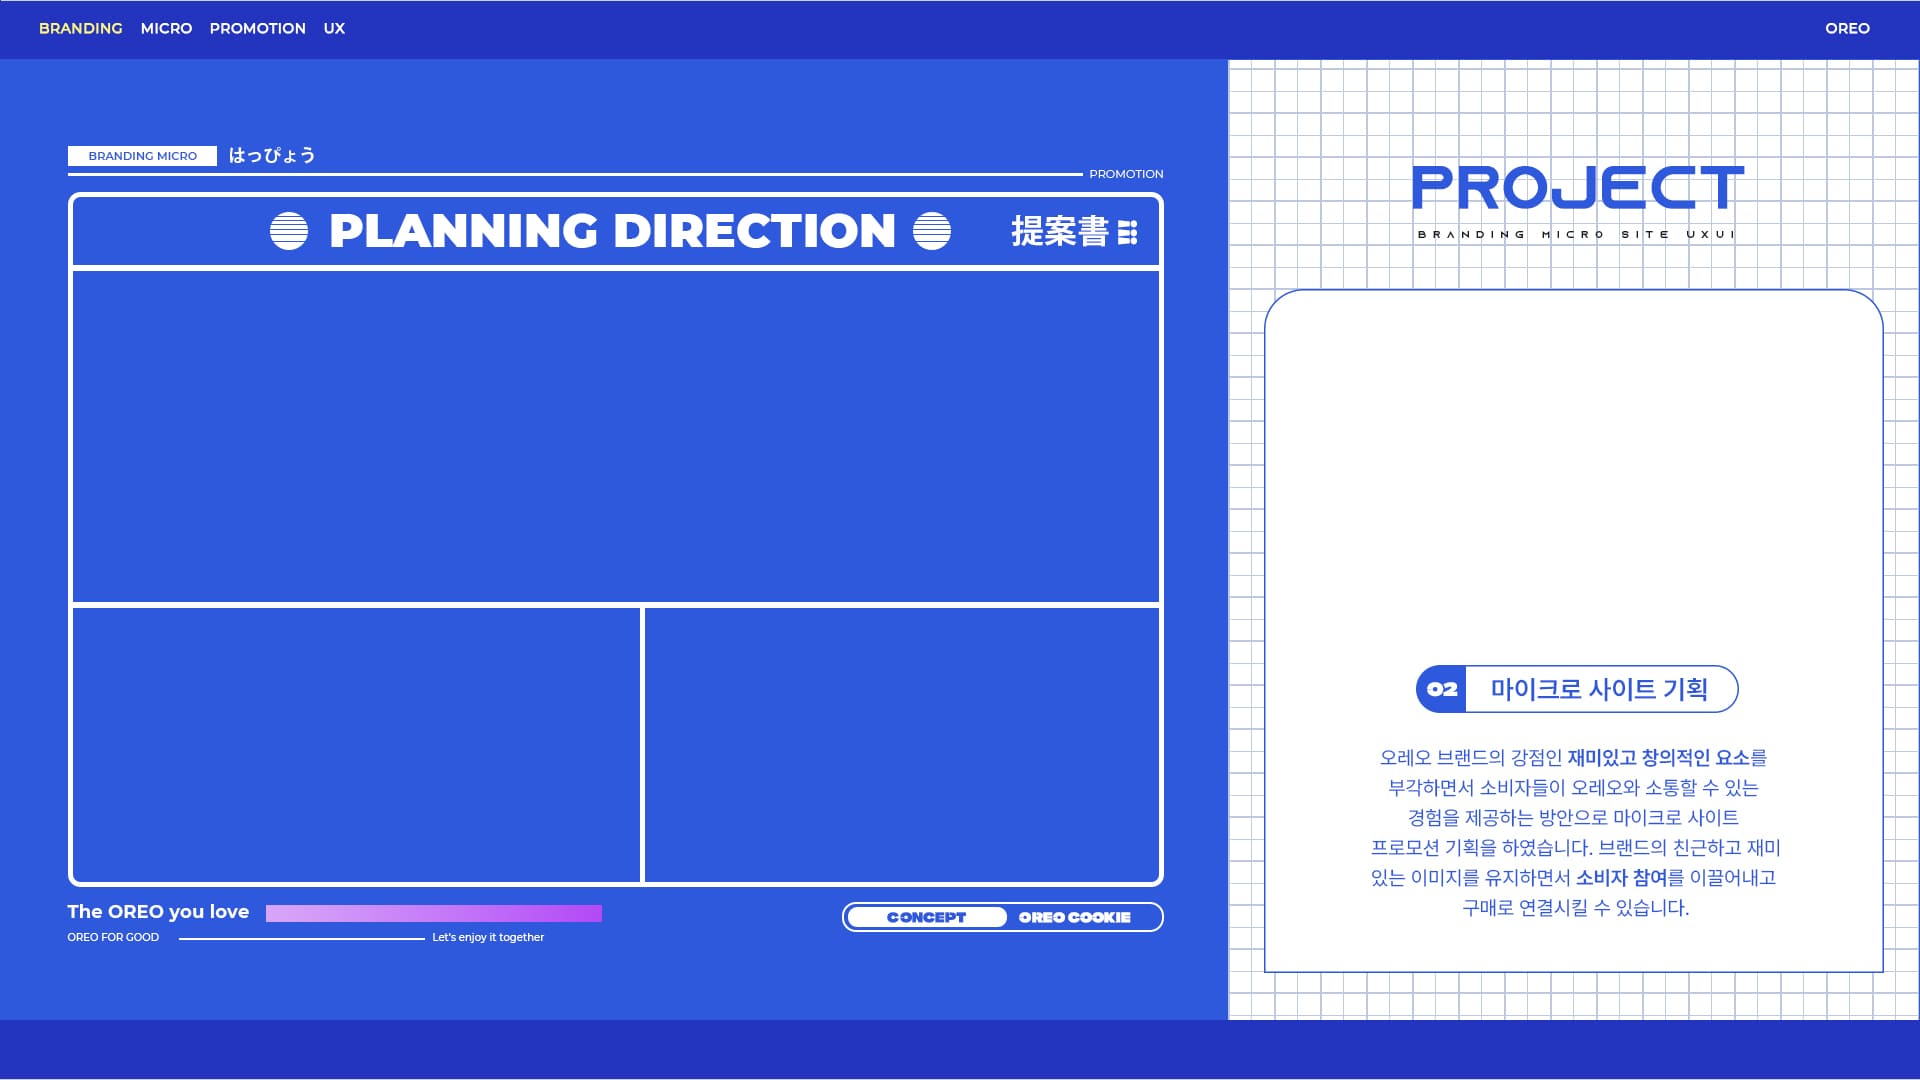 BRANDING MICRO PROMOTION UX OREO
BRANDING MICRO はっぴょう
PROMOTION
PLANNING DIRECTION 提案書
The OREO you love
OREO FOR GOOD Let's enjoy it together
CONCEPT OREO COOKIE
PROJECT
BRANDING MICRO SITE UXUI
02 마이크로 사이트 기획
오레오 브랜드의 강점인 재미있고 창의적인 요소를
부각하면서 소비자들이 오레오와 소통할 수 있는
경험을 제공하는 방안으로 마이크로 사이트
프로모션 기획을 하였습니다. 브랜드의 친근하고 재미
있는 이미지를 유지하면서 소비자 참여를 이끌어내고
구매로 연결시킬 수 있습니다.